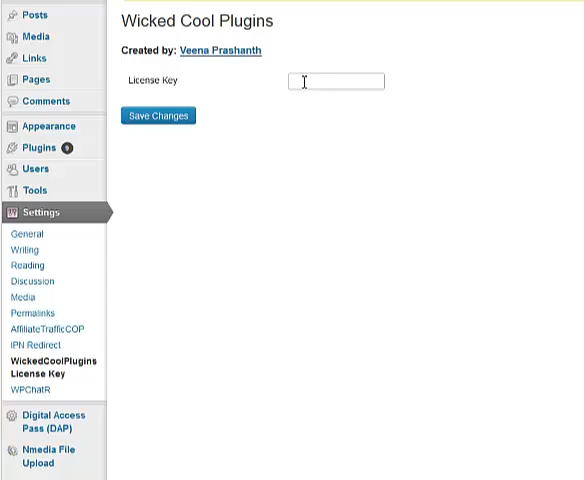 Posts
Media
Links
Pages
Comments
Appearance
Plugins
Users
Tools
Settings
General
Writing
Reading
Discussion
Media
Permalinks
AffiliateTrafficCOP
IPN Redirect
WickedCoolPlugins
License Key
WPChatR
Digital Access
Pass (DAP)
Nmedia File
Upload
Wicked Cool Plugins
Created by: Veena Prashanth
License Key
Save Changes